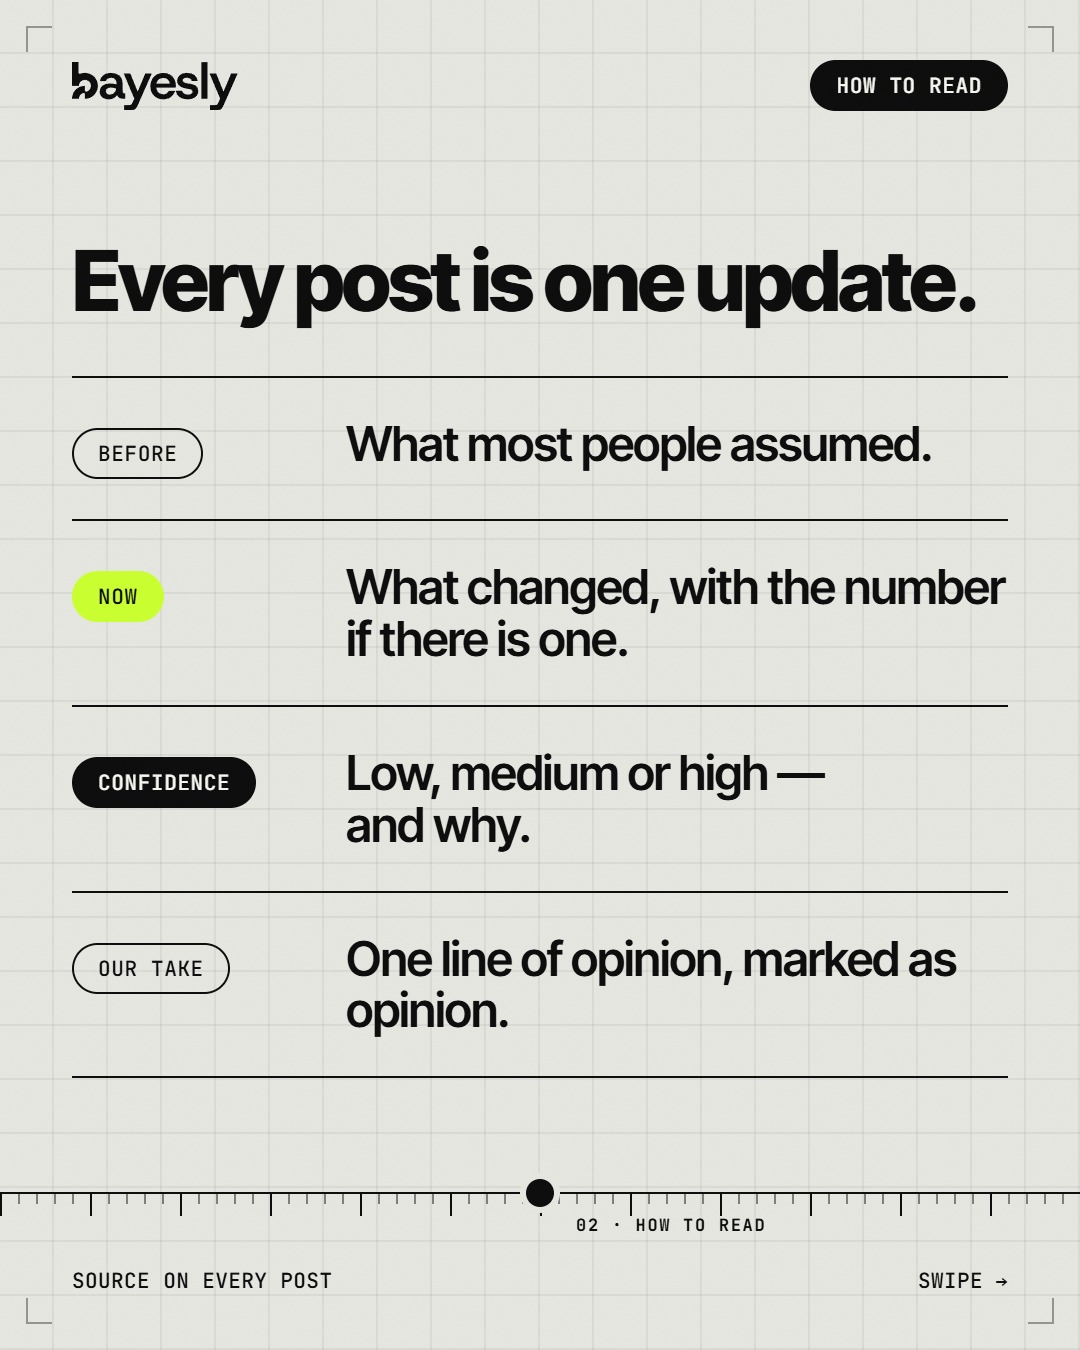 bayesly
HOW TO READ
Every post is one update.
BEFORE
What most people assumed.
NOW
What changed, with the number
if there is one.
CONFIDENCE
Low, medium or high —
and why.
OUR TAKE
One line of opinion, marked as
opinion.
02 · HOW TO READ
SOURCE ON EVERY POST
SWIPE →